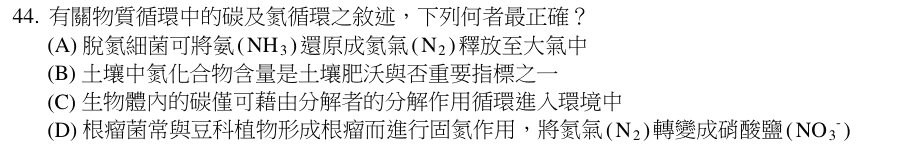 44. 有關物質循環中的碳及氮循環之敘述，下列何者最正確？
(A) 脫氮細菌可將氨(NH₃)還原成氮氣(N₂)釋放至大氣中
(B) 土壤中氮化合物含量是土壤肥沃與否重要指標之一
(C) 生物體內的碳僅可藉由分解者的分解作用循環進入環境中
(D) 根瘤菌常與豆科植物形成根瘤而進行固氮作用，將氮氣(N₂)轉變成硝酸鹽(NO₃⁻)